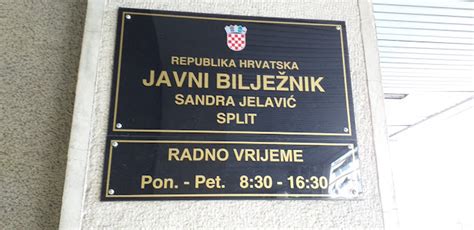 REPUBLIKA HRVATSKA
JAVNI BILJEŽNIK
SANDRA JELAVIĆ
SPLIT
RADNO VRIJEME
Pon. - Pet. 8:30 - 16:30